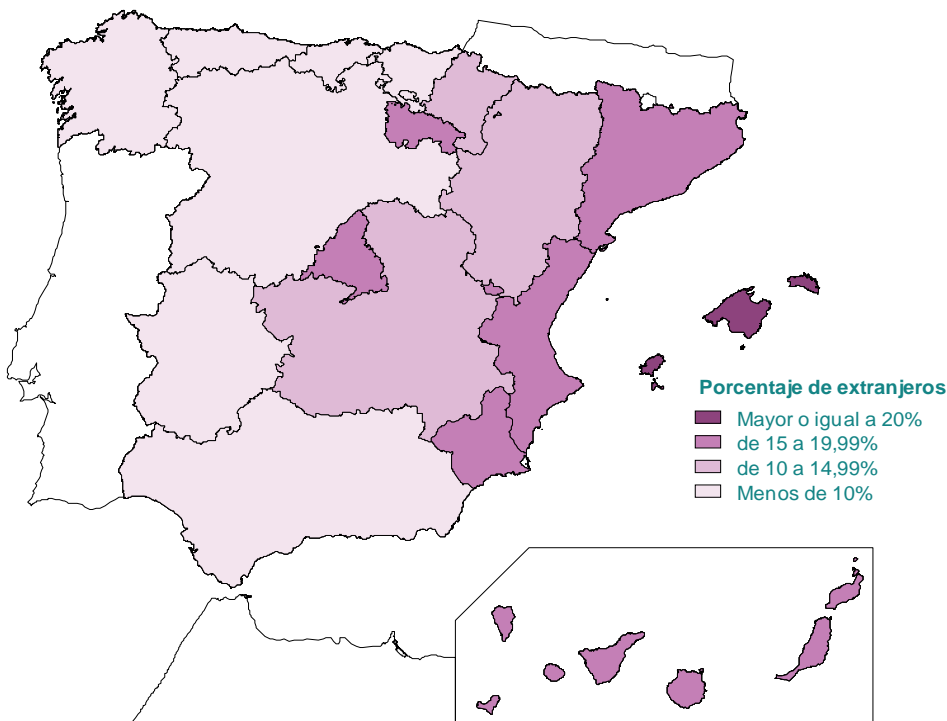 Porcentaje de extranjeros
Mayor o igual a 20%
de 15 a 19,99%
de 10 a 14,99%
Menos de 10%